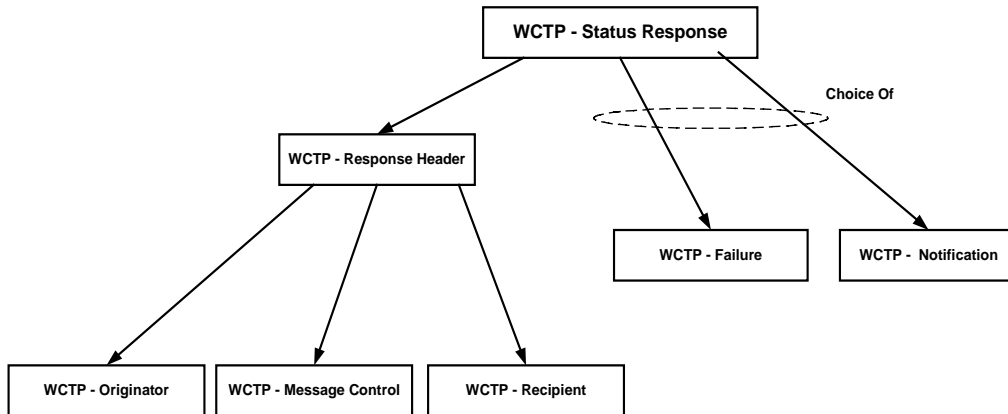 WCTP - Status Response
Choice Of
WCTP - Response Header
WCTP - Failure
WCTP - Notification
WCTP - Originator
WCTP - Message Control
WCTP - Recipient